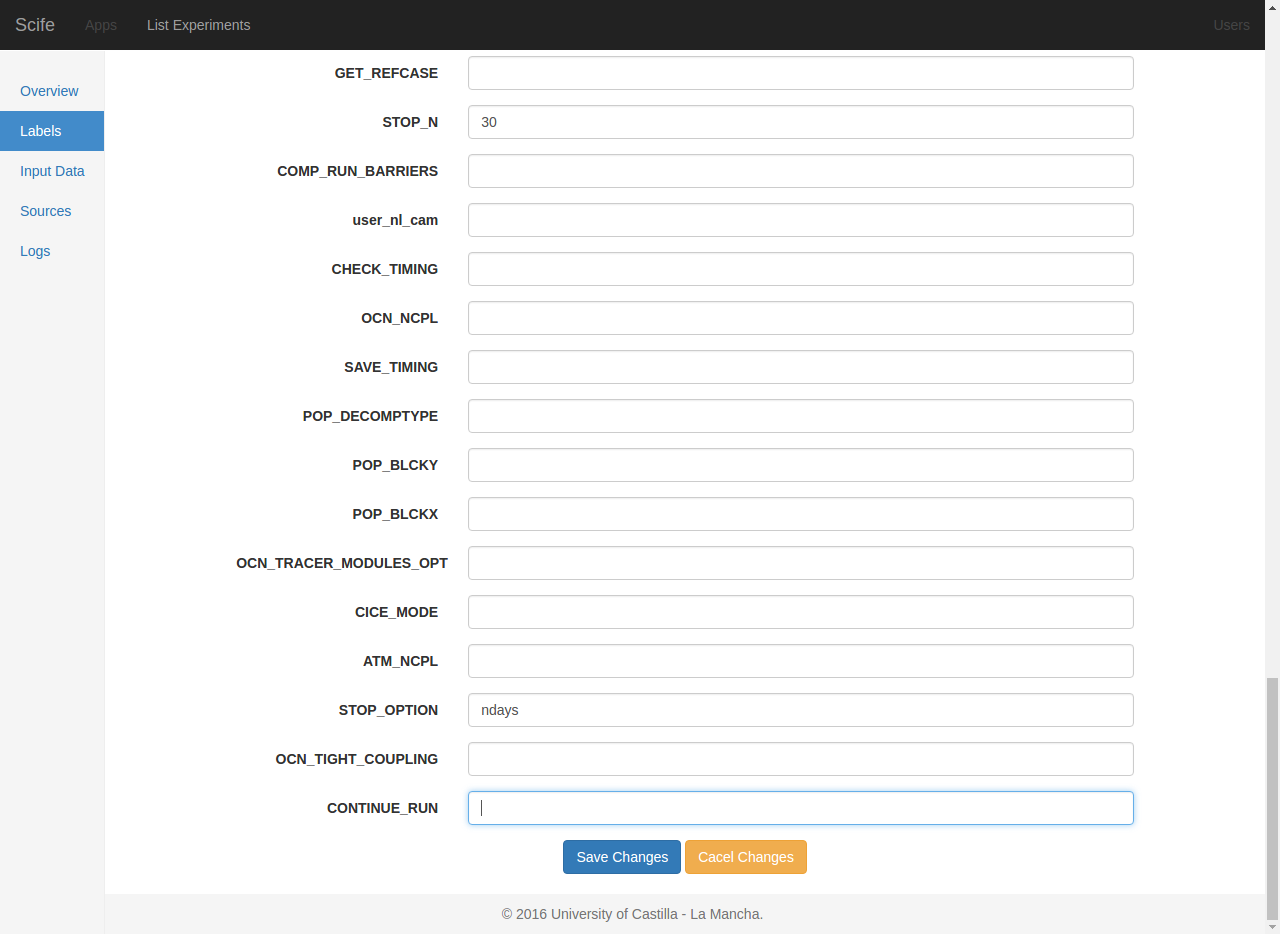 Scife Apps List Experiments Users
Overview
Labels
Input Data
Sources
Logs
GET_REFCASE
STOP_N 30
COMP_RUN_BARRIERS
user_nl_cam
CHECK_TIMING
OCN_NCPL
SAVE_TIMING
POP_DECOMPTYPE
POP_BLCKY
POP_BLCKX
OCN_TRACER_MODULES_OPT
CICE_MODE
ATM_NCPL
STOP_OPTION ndays
OCN_TIGHT_COUPLING
CONTINUE_RUN
Save Changes Cacel Changes
© 2016 University of Castilla - La Mancha.